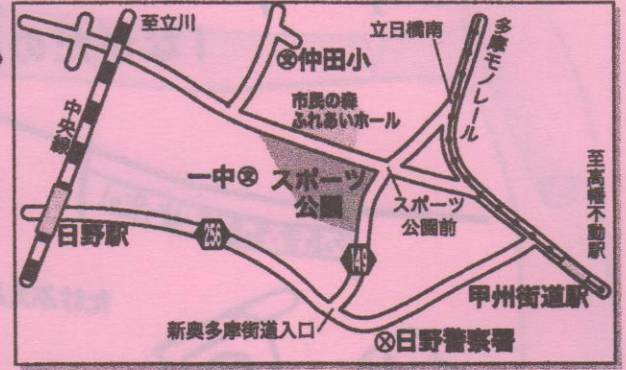 至立川
立日橋南
多摩モノレール
文仲田小
市民の森
ふれあいホール
中央線
一中文
スポーツ
公園
スポーツ
公園前
至高幡不動駅
日野駅
256
149
甲州街道駅
新奥多摩街道入口
日野警察署